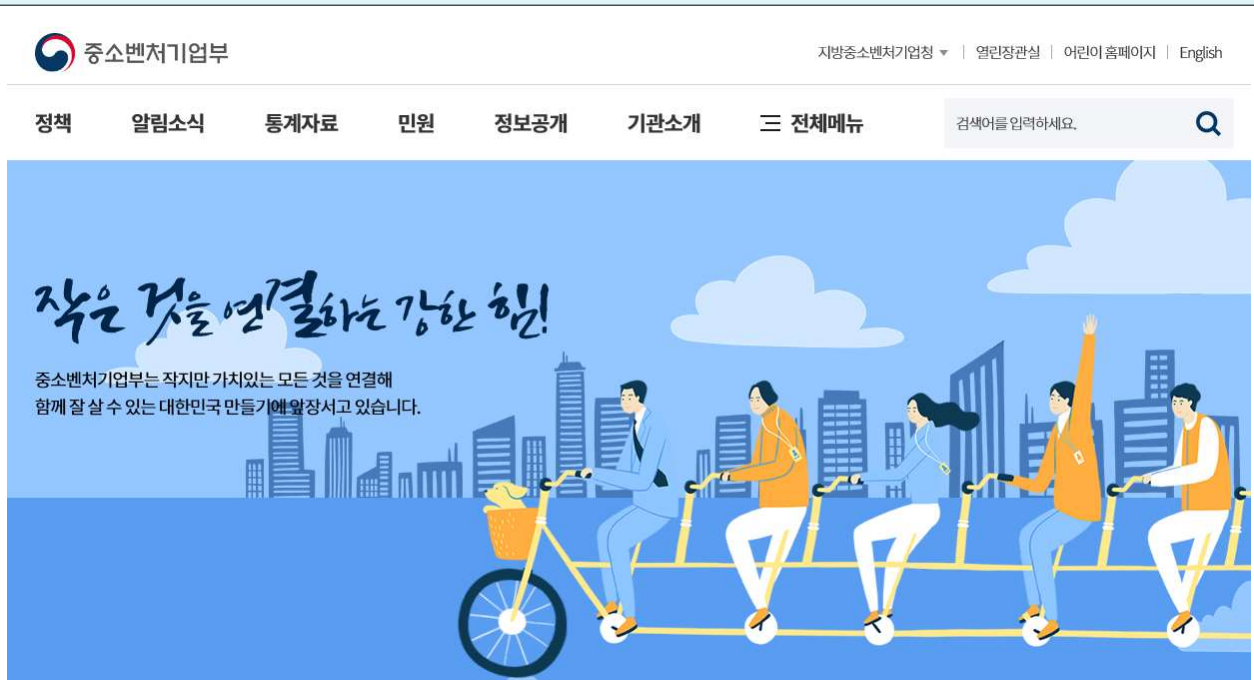 중소벤처기업부
지방중소벤처기업청 열린장관실 어린이 홈페이지 English
정책 알림소식 통계자료 민원 정보공개 기관소개 전체메뉴 검색어를 입력하세요.
작은 것을 연결하는 강한 힘!
중소벤처기업부는 작지만 가치있는 모든 것을 연결해
함께 잘 살 수 있는 대한민국 만들기에 앞장서고 있습니다.